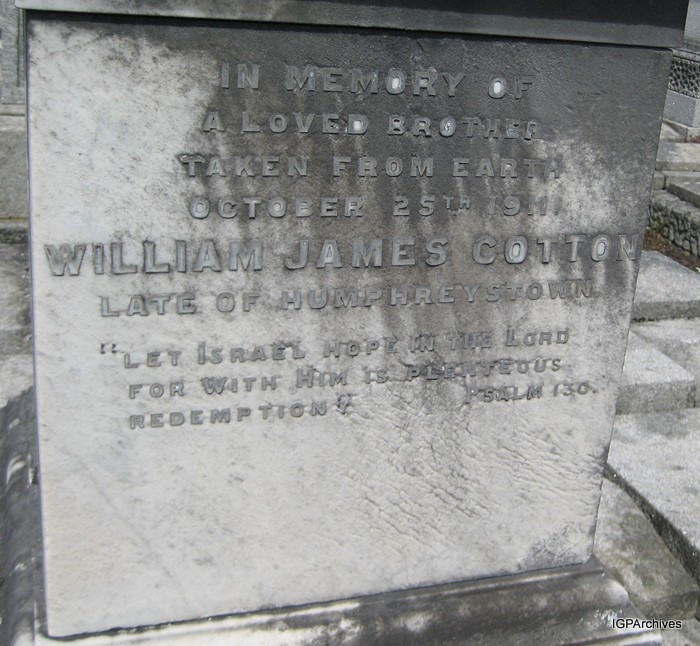 IN MEMORY OF
A LOVED BROTHER
TAKEN FROM EARTH
OCTOBER 25TH 1911
WILLIAM JAMES COTTON
LATE OF HUMPHREYSTOWN.
"LET ISRAEL HOPE IN THE LORD
FOR WITH HIM IS PLENTEOUS
REDEMPTION" PSALM 130.
IGPArchives